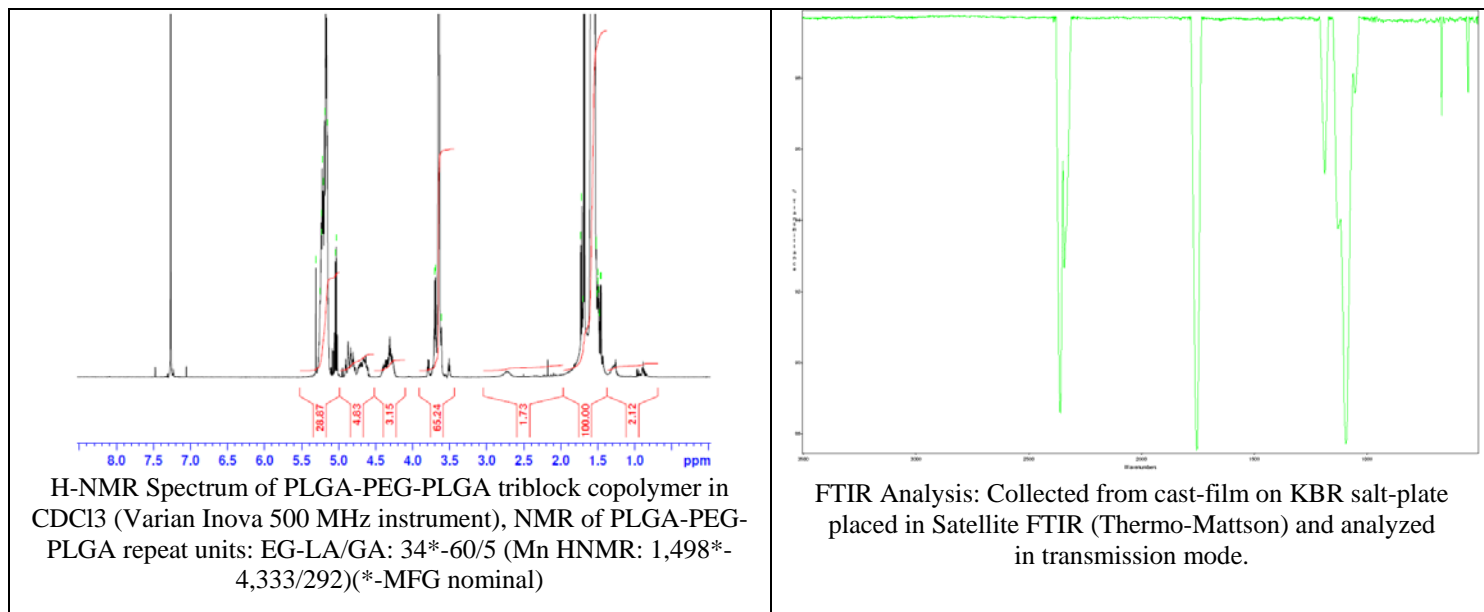 28.87
4.83
3.15
65.24
1.73
100.00
2.12
8.0 7.5 7.0 6.5 6.0 5.5 5.0 4.5 4.0 3.5 3.0 2.5 2.0 1.5 1.0 ppm
H-NMR Spectrum of PLGA-PEG-PLGA triblock copolymer in
CDCl3 (Varian Inova 500 MHz instrument), NMR of PLGA-PEG-
PLGA repeat units: EG-LA/GA: 34*-60/5 (Mn HNMR: 1,498*-
4,333/292)(*-MFG nominal)
% Transmittance
Wavenumbers
FTIR Analysis: Collected from cast-film on KBR salt-plate
placed in Satellite FTIR (Thermo-Mattson) and analyzed
in transmission mode.